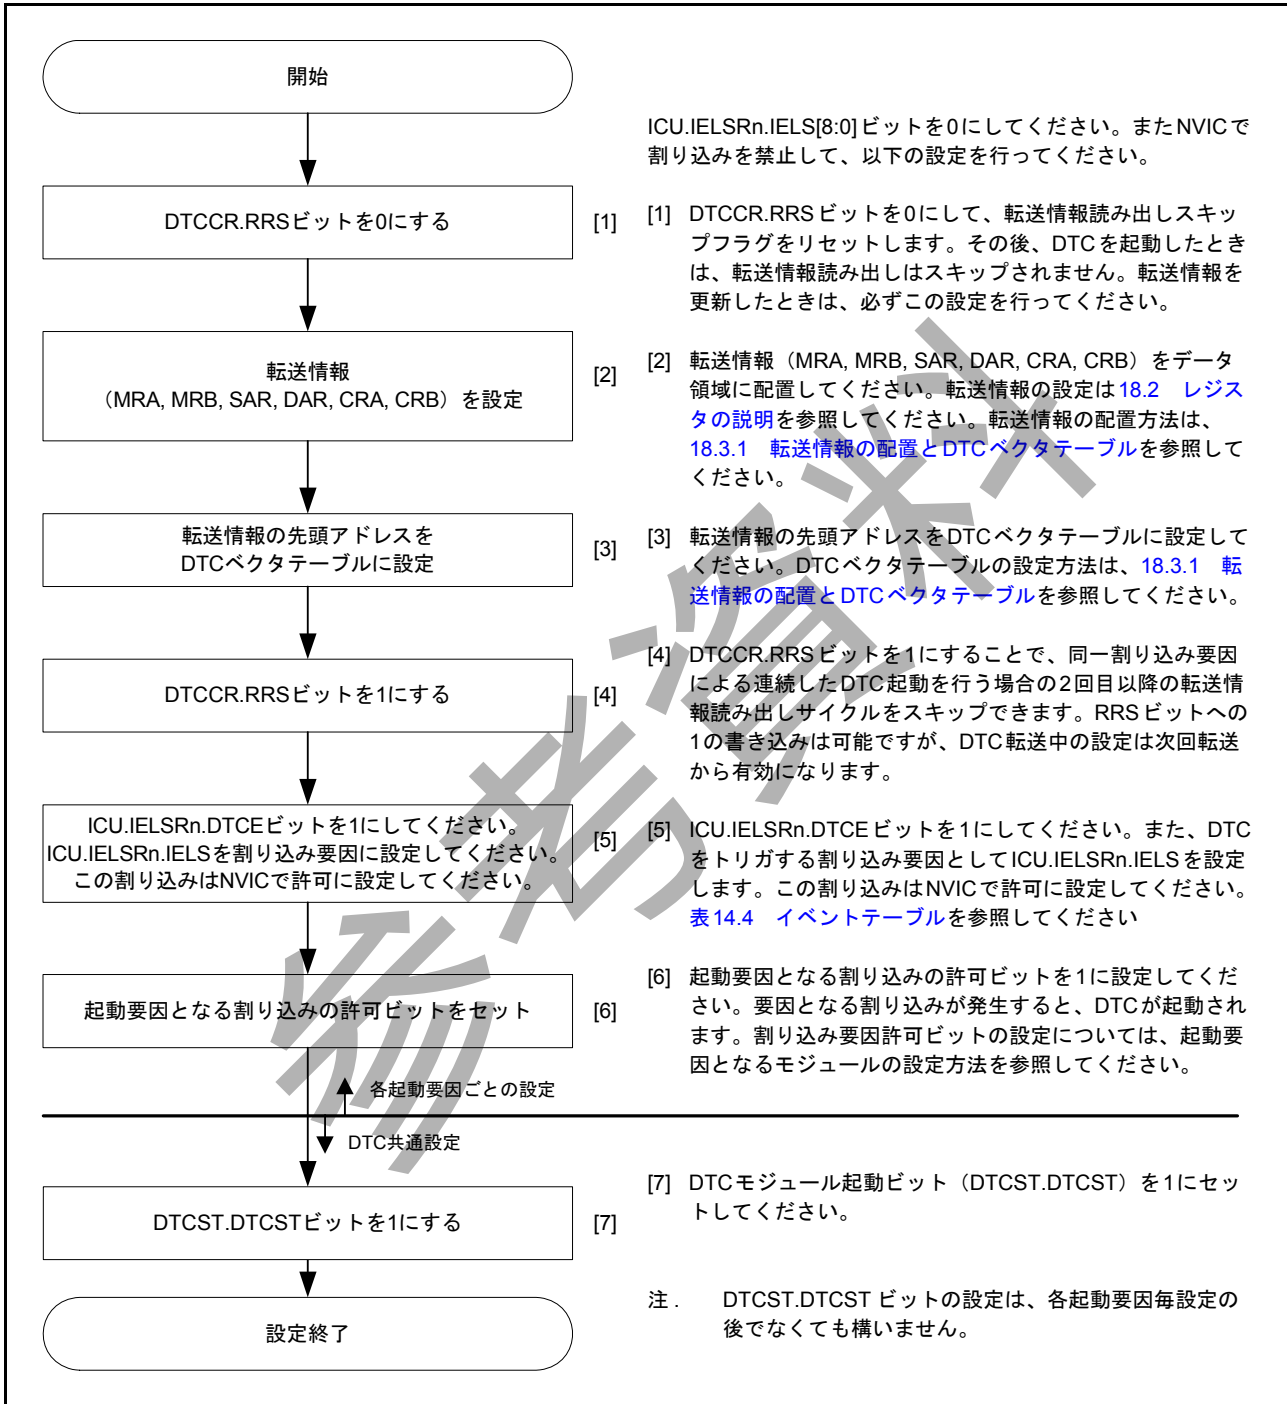 開始
ICU.IELSRn.IELS[8:0]ビットを0にしてください。またNVICで
割り込みを禁止して、以下の設定を行ってください。
DTCCR.RRSビットを0にする
[1]
[1] DTCCR.RRSビットを0にして、転送情報読み出しスキッ
プフラグをリセットします。その後、DTCを起動したとき
は、転送情報読み出しはスキップされません。転送情報を
更新したときは、必ずこの設定を行ってください。
転送情報
(MRA, MRB, SAR, DAR, CRA, CRB)を設定
[2]
[2] 転送情報(MRA, MRB, SAR, DAR, CRA, CRB)をデータ
領域に配置してください。転送情報の設定は18.2 レジス
タの説明を参照してください。転送情報の配置方法は、
18.3.1 転送情報の配置とDTCベクタテーブルを参照して
ください。
転送情報の先頭アドレスを
DTCベクタテーブルに設定
[3]
[3] 転送情報の先頭アドレスをDTCベクタテーブルに設定して
ください。DTCベクタテーブルの設定方法は、18.3.1 転
送情報の配置とDTCベクタテーブルを参照してください。
DTCCR.RRSビットを1にする
[4]
[4] DTCCR.RRSビットを1にすることで、同一割り込み要因
による連続したDTC起動を行う場合の2回目以降の転送情
報読み出しサイクルをスキップできます。RRSビットへの
1の書き込みは可能ですが、DTC転送中の設定は次回転送
から有効になります。
ICU.IELSRn.DTCEビットを1にしてください。
ICU.IELSRn.IELSを割り込み要因に設定してください。
この割り込みはNVICで許可に設定してください。
[5]
[5] ICU.IELSRn.DTCEビットを1にしてください。また、DTC
をトリガする割り込み要因としてICU.IELSRn.IELSを設定
します。この割り込みはNVICで許可に設定してください。
表14.4 イベントテーブルを参照してください
起動要因となる割り込みの許可ビットをセット
[6]
[6] 起動要因となる割り込みの許可ビットを1に設定してくだ
さい。要因となる割り込みが発生すると、DTCが起動され
ます。割り込み要因許可ビットの設定については、起動要
因となるモジュールの設定方法を参照してください。
各起動要因ごとの設定
DTC共通設定
DTCST.DTCSTビットを1にする
[7]
[7] DTCモジュール起動ビット(DTCST.DTCST)を1にセッ
トしてください。
設定終了
注. DTCST.DTCST ビットの設定は、各起動要因毎設定の
後でなくても構いません。
参考資料